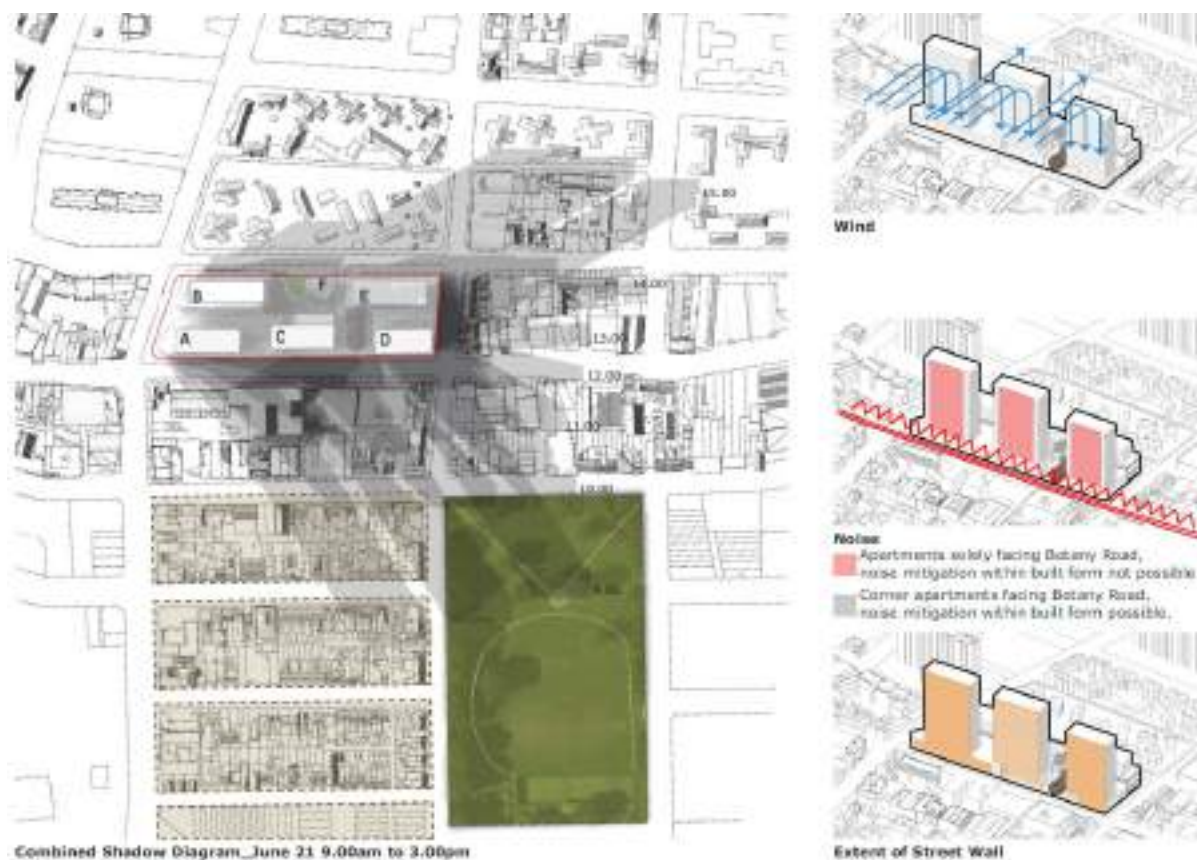 15.00
B
F
E
14.00
A
C
D
13.00
12.00
11.00
10.00
Combined Shadow Diagram_June 21 9.00am to 3.00pm
Wind
Noise
Apartments solely facing Botany Road,
noise mitigation within built form not possible
Corner apartments facing Botany Road,
noise mitigation within built form possible.
Extent of Street Wall